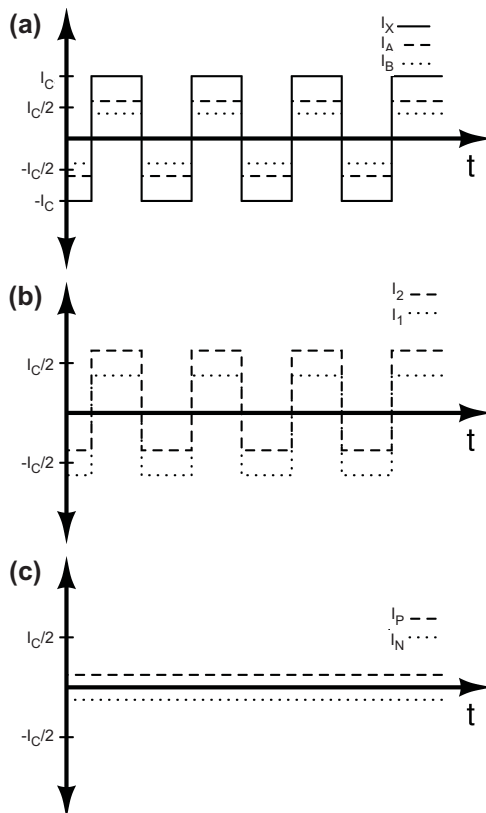 (a)
I_X
I_A
I_B
I_C
I_C/2
-I_C/2
-I_C
t
(b)
I_2
I_1
I_C/2
-I_C/2
t
(c)
I_P
I_N
I_C/2
-I_C/2
t